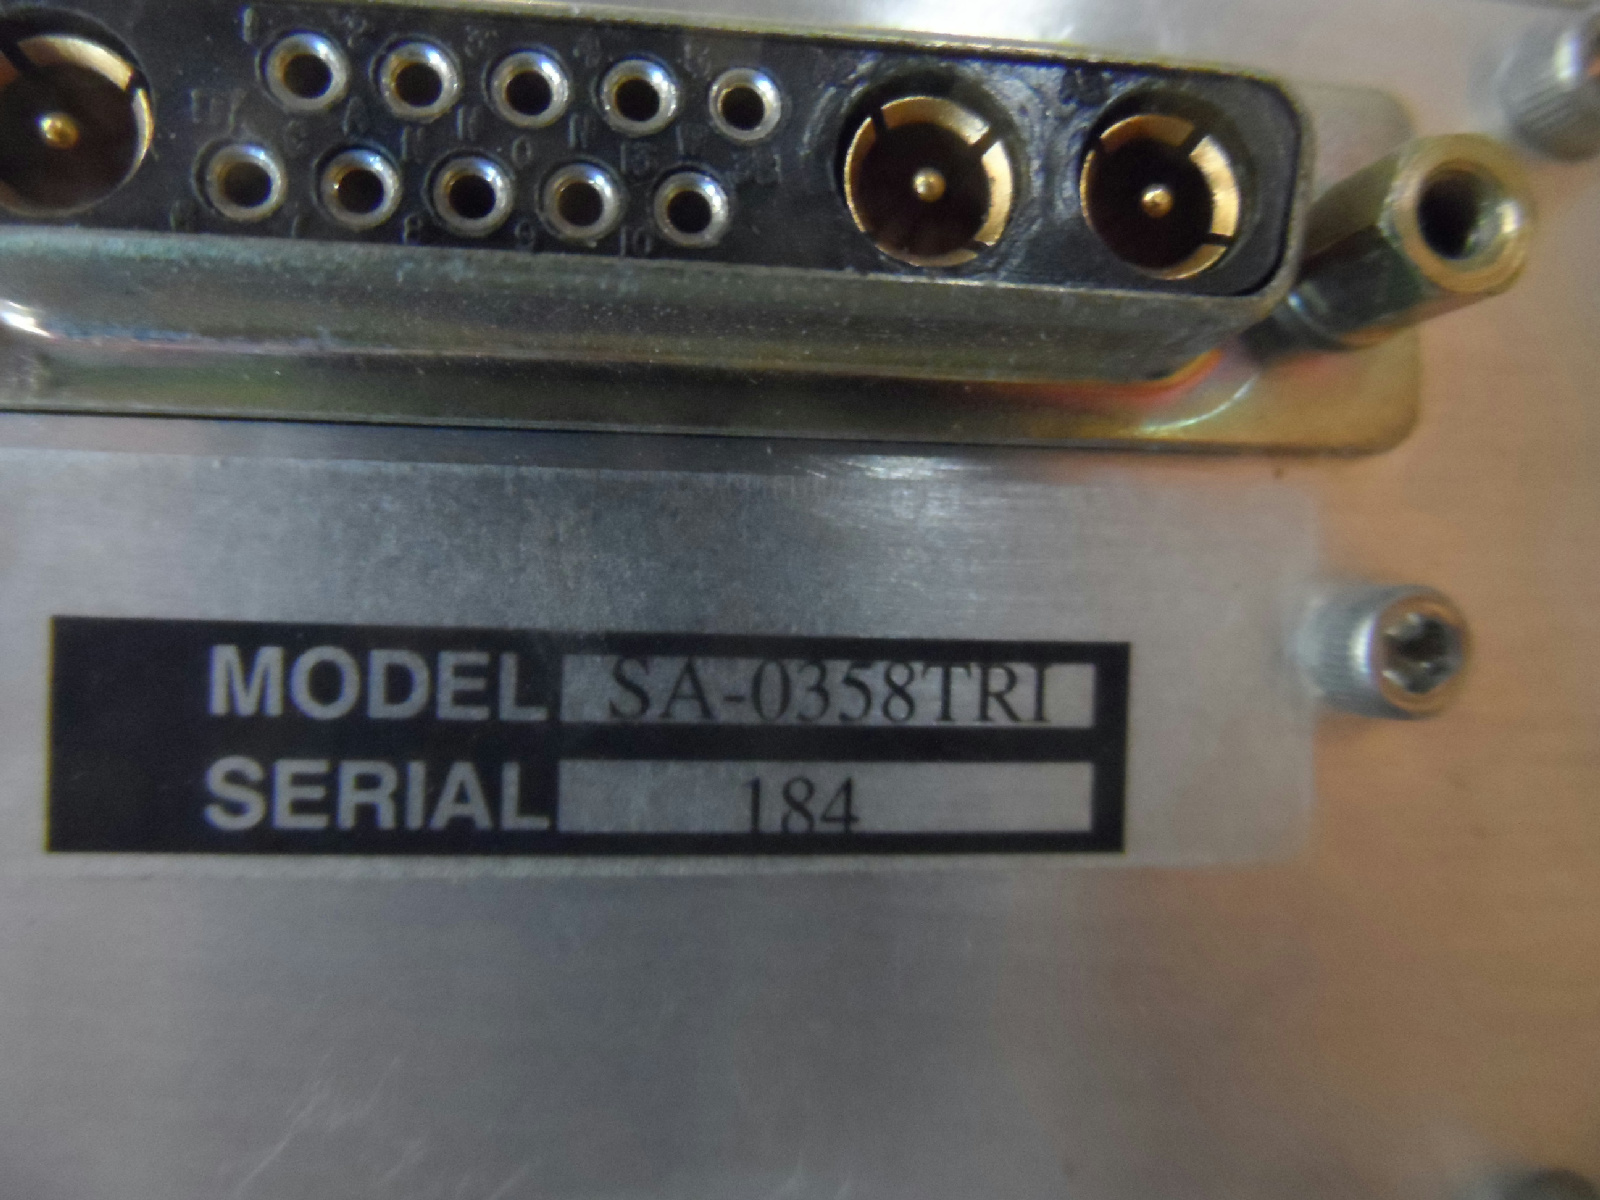 MODEL SA-0358TRI
SERIAL 184